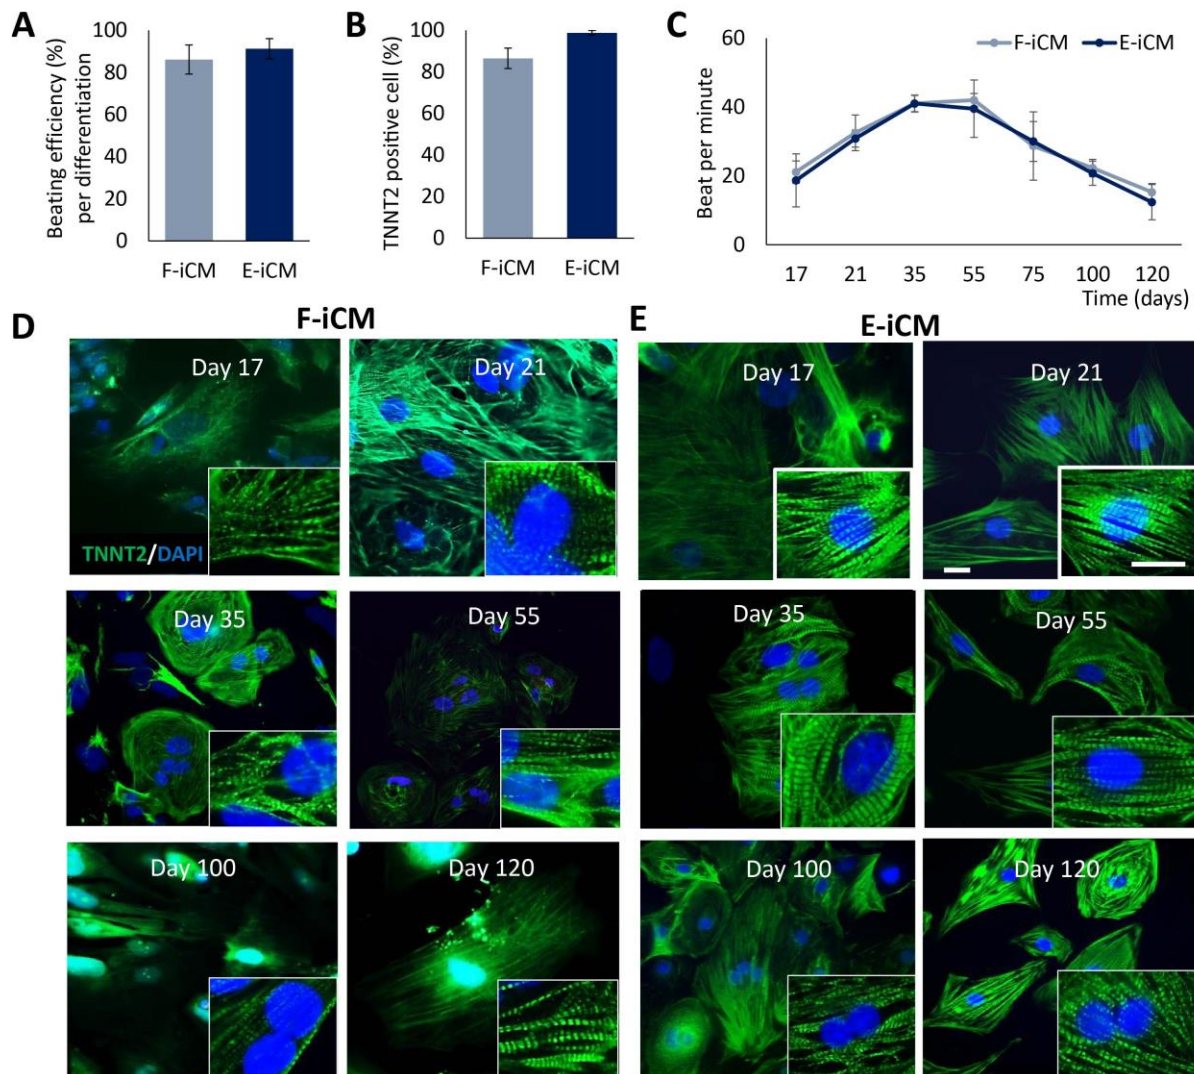 A
Beating efficiency (%)
per differentiation
100
80
60
40
20
0
F-iCM E-iCM
B
TNNT2 positive cell (%)
100
80
60
40
20
0
F-iCM E-iCM
C
F-iCM E-iCM
Beat per minute
60
40
20
0
17 21 35 55 75 100 120
Time (days)
D
F-iCM
Day 17
Day 21
TNNT2/DAPI
Day 35
Day 55
Day 100
Day 120
E
E-iCM
Day 17
Day 21
Day 35
Day 55
Day 100
Day 120